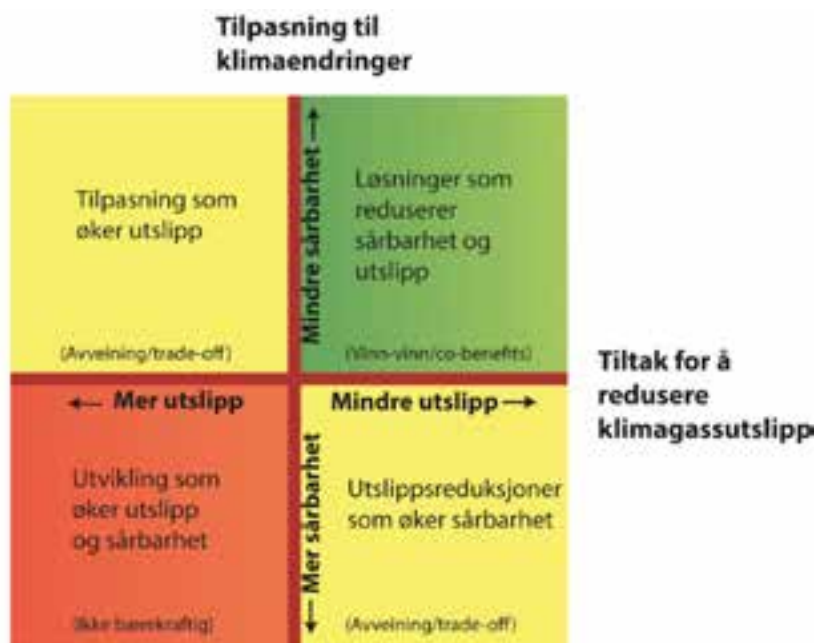 Tilpasning til
klimaendringer
Tilpasning som
øker utslipp
(Avveining/trade-off)
Mindre sårbarhet
Løsninger som
reduserer
sårbarhet og
utslipp
(Vinn-vinn/co-benefits)
Tiltak for å
redusere
klimagassutslipp
Mer utslipp
Mindre utslipp
Utvikling som
øker utslipp
og sårbarhet
(Ikke bærekraftig)
Mer sårbarhet
Utslippsreduksjoner
som øker sårbarhet
(Avveining/trade-off)